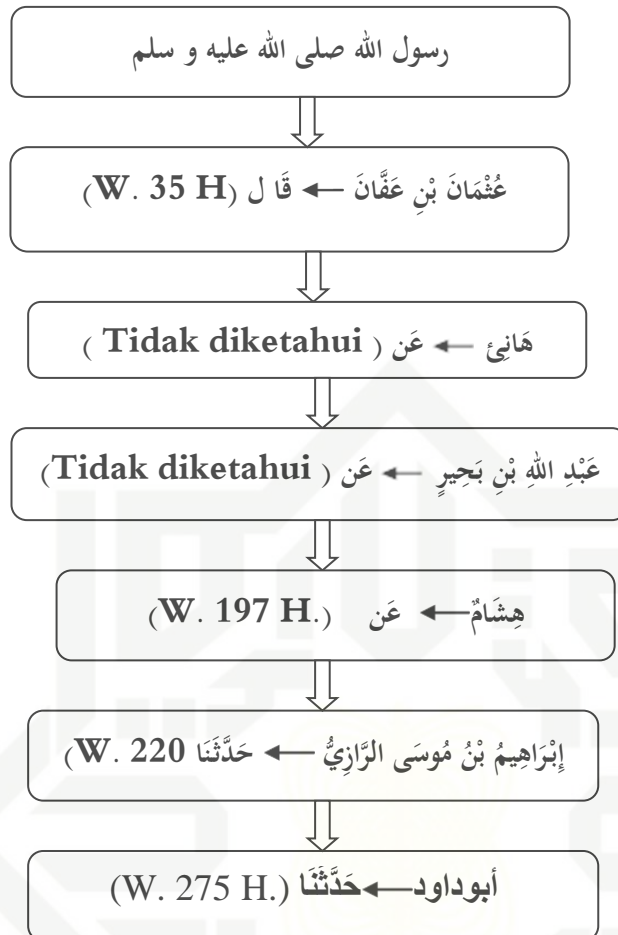 رسول الله صلى الله عليه و سلم
عُثْمَانَ بْنِ عَفَّانَ ← قَا ل (W. 35 H)
هَانِئ ← عَن ( Tidak diketahui )
عَبْدِ اللهِ بْنِ بَحِيرٍ ← عَن ( Tidak diketahui)
هِشَامٌ ← عَن (W. 197 H.)
إِبْرَاهِيمُ بْنُ مُوسَى الرَّازِيُّ ← حَدَّثَنَا W. 220)
أبوداود←حَدَّثَنَا (W. 275 H.)